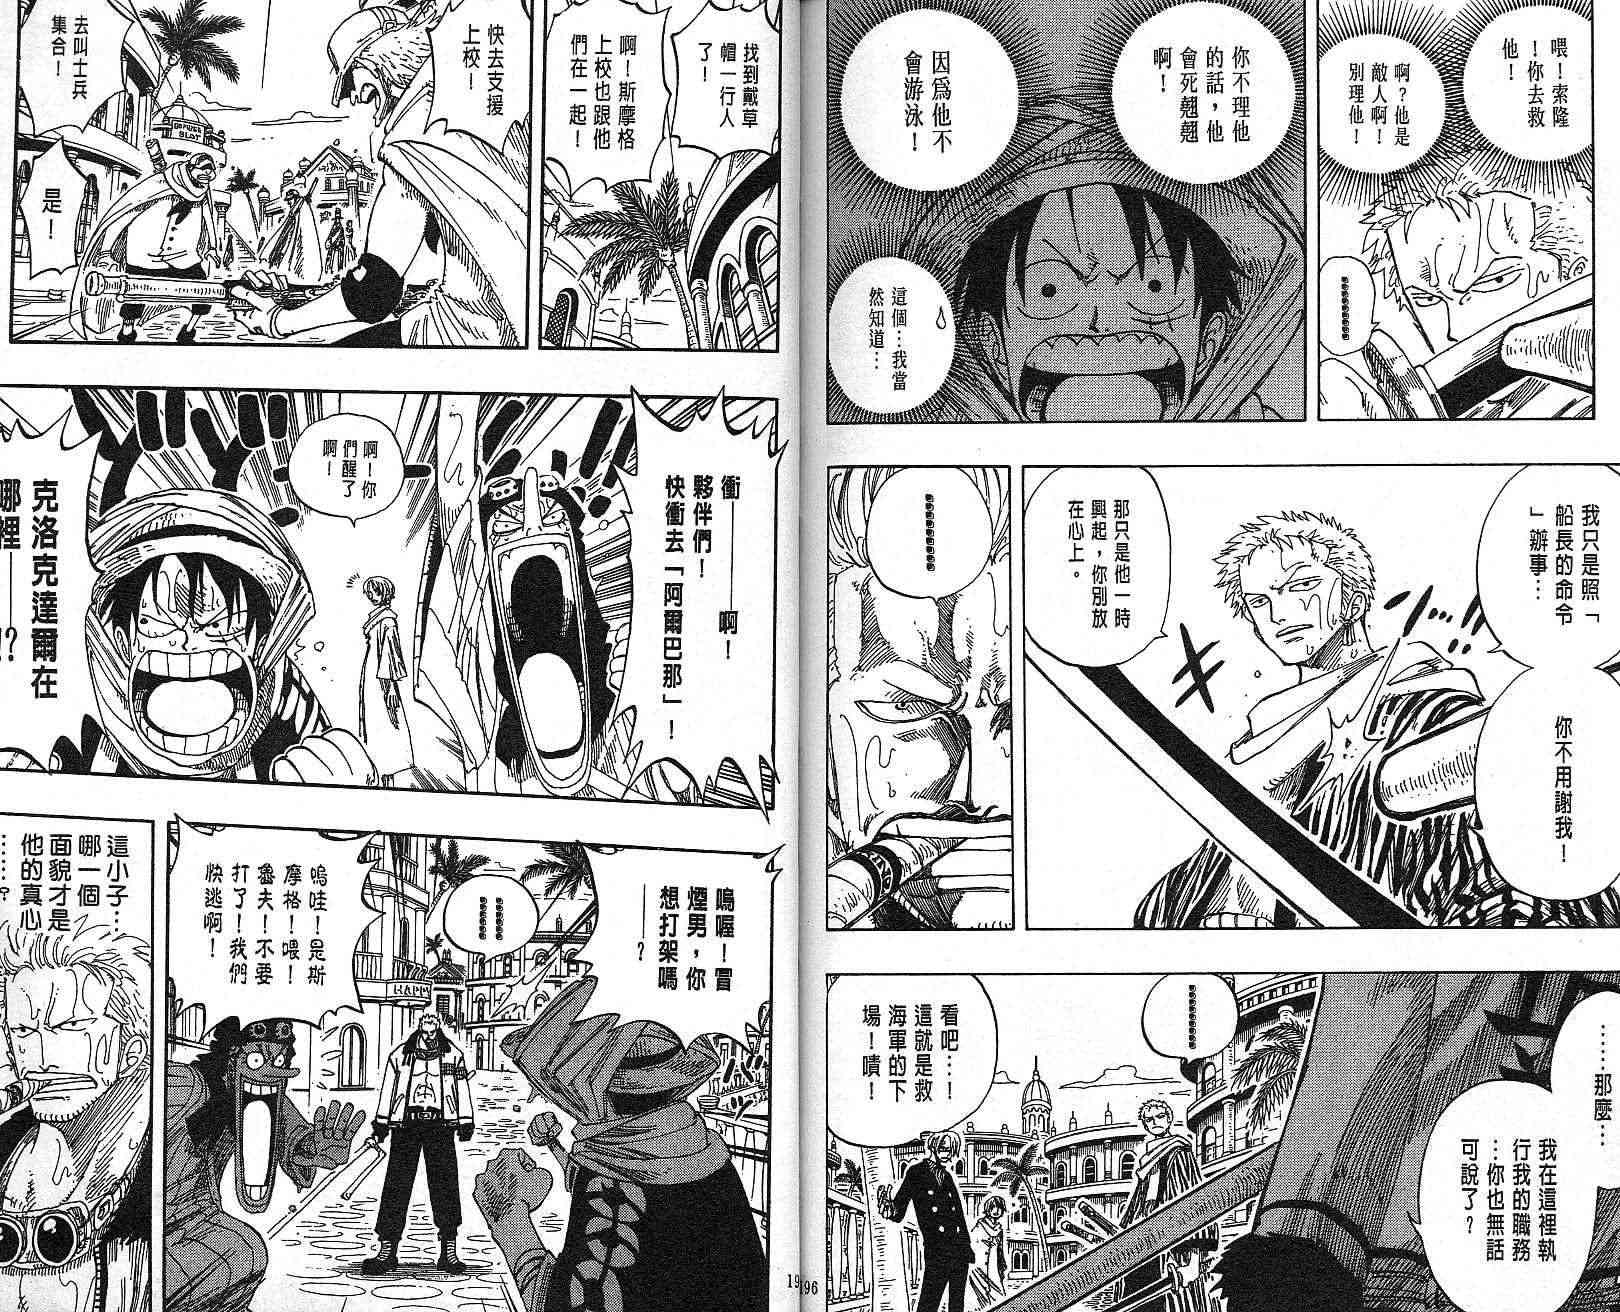 喂！索隆
！你去救
他！
啊？他是
敵人啊！
別理他！
你不理他
的話，他
會死翹翹
啊！
因為他不
會游泳！
這個…我當
然知道…
我只是照「
船長的命令
」辦事…
你不用謝我！
那只是他一時
興起，你別放
在心上。
……那麼…
我在這裡執
行我的職務
…你也無話
可說了？
看吧…！
這就是救
海軍的下
場！嘖！
196
找到戴草
帽一行人
了！
啊！斯摩格
上校也跟他
們在一起！
快去支援
上校！
去叫士兵
集合！
是！
衝——啊！
夥伴們！
快衝去「阿爾巴那」！
啊！你
們醒了
啊！
克洛克達爾在
哪裡——!?
嗚喔！冒
煙男，你
想打架嗎
——？
嗚哇！是斯
摩格！喂！
魯夫！不要
打了！我們
快逃啊！
HAPPY
這小子…
哪一個
面貌才是
他的真心
……？
19